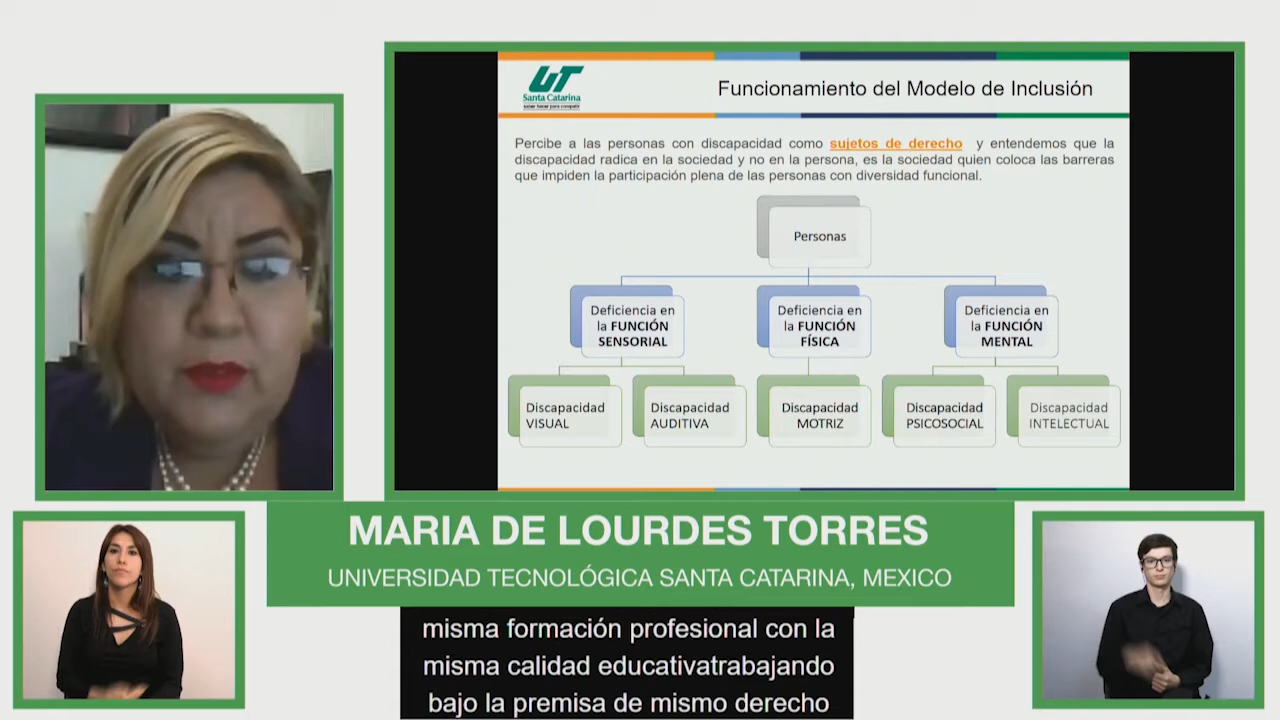 UT
Santa Catarina
saber hacer para competir
Funcionamiento del Modelo de Inclusión
Percibe a las personas con discapacidad como sujetos de derecho y entendemos que la
discapacidad radica en la sociedad y no en la persona, es la sociedad quien coloca las barreras
que impiden la participación plena de las personas con diversidad funcional.
Personas
Deficiencia en
la FUNCIÓN
SENSORIAL
Deficiencia en
la FUNCIÓN
FÍSICA
Deficiencia en
la FUNCIÓN
MENTAL
Discapacidad
VISUAL
Discapacidad
AUDITIVA
Discapacidad
MOTRIZ
Discapacidad
PSICOSOCIAL
Discapacidad
INTELECTUAL
MARIA DE LOURDES TORRES
UNIVERSIDAD TECNOLÓGICA SANTA CATARINA, MEXICO
misma formación profesional con la
misma calidad educativatrabajando
bajo la premisa de mismo derecho